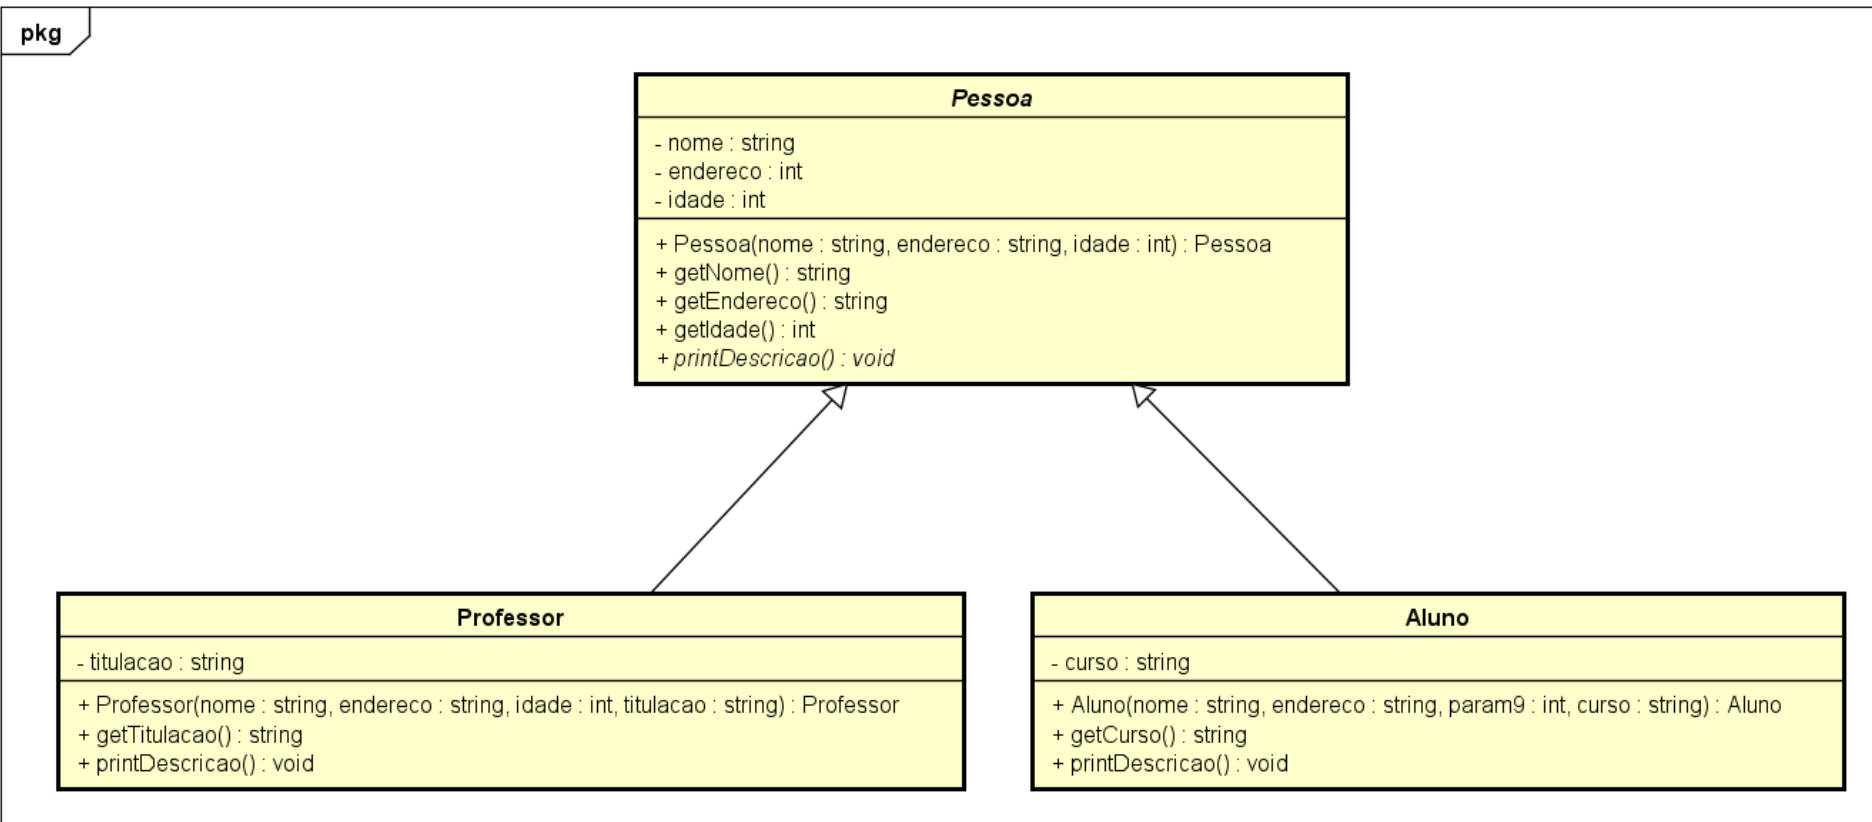 pkg
Pessoa
- nome : string
- endereco : int
- idade : int
+ Pessoa(nome : string, endereco : string, idade : int) : Pessoa
+ getNome() : string
+ getEndereco() : string
+ getIdade() : int
+ printDescricao() : void
Professor
- titulacao : string
+ Professor(nome : string, endereco : string, idade : int, titulacao : string) : Professor
+ getTitulacao() : string
+ printDescricao() : void
Aluno
- curso : string
+ Aluno(nome : string, endereco : string, param9 : int, curso : string) : Aluno
+ getCurso() : string
+ printDescricao() : void